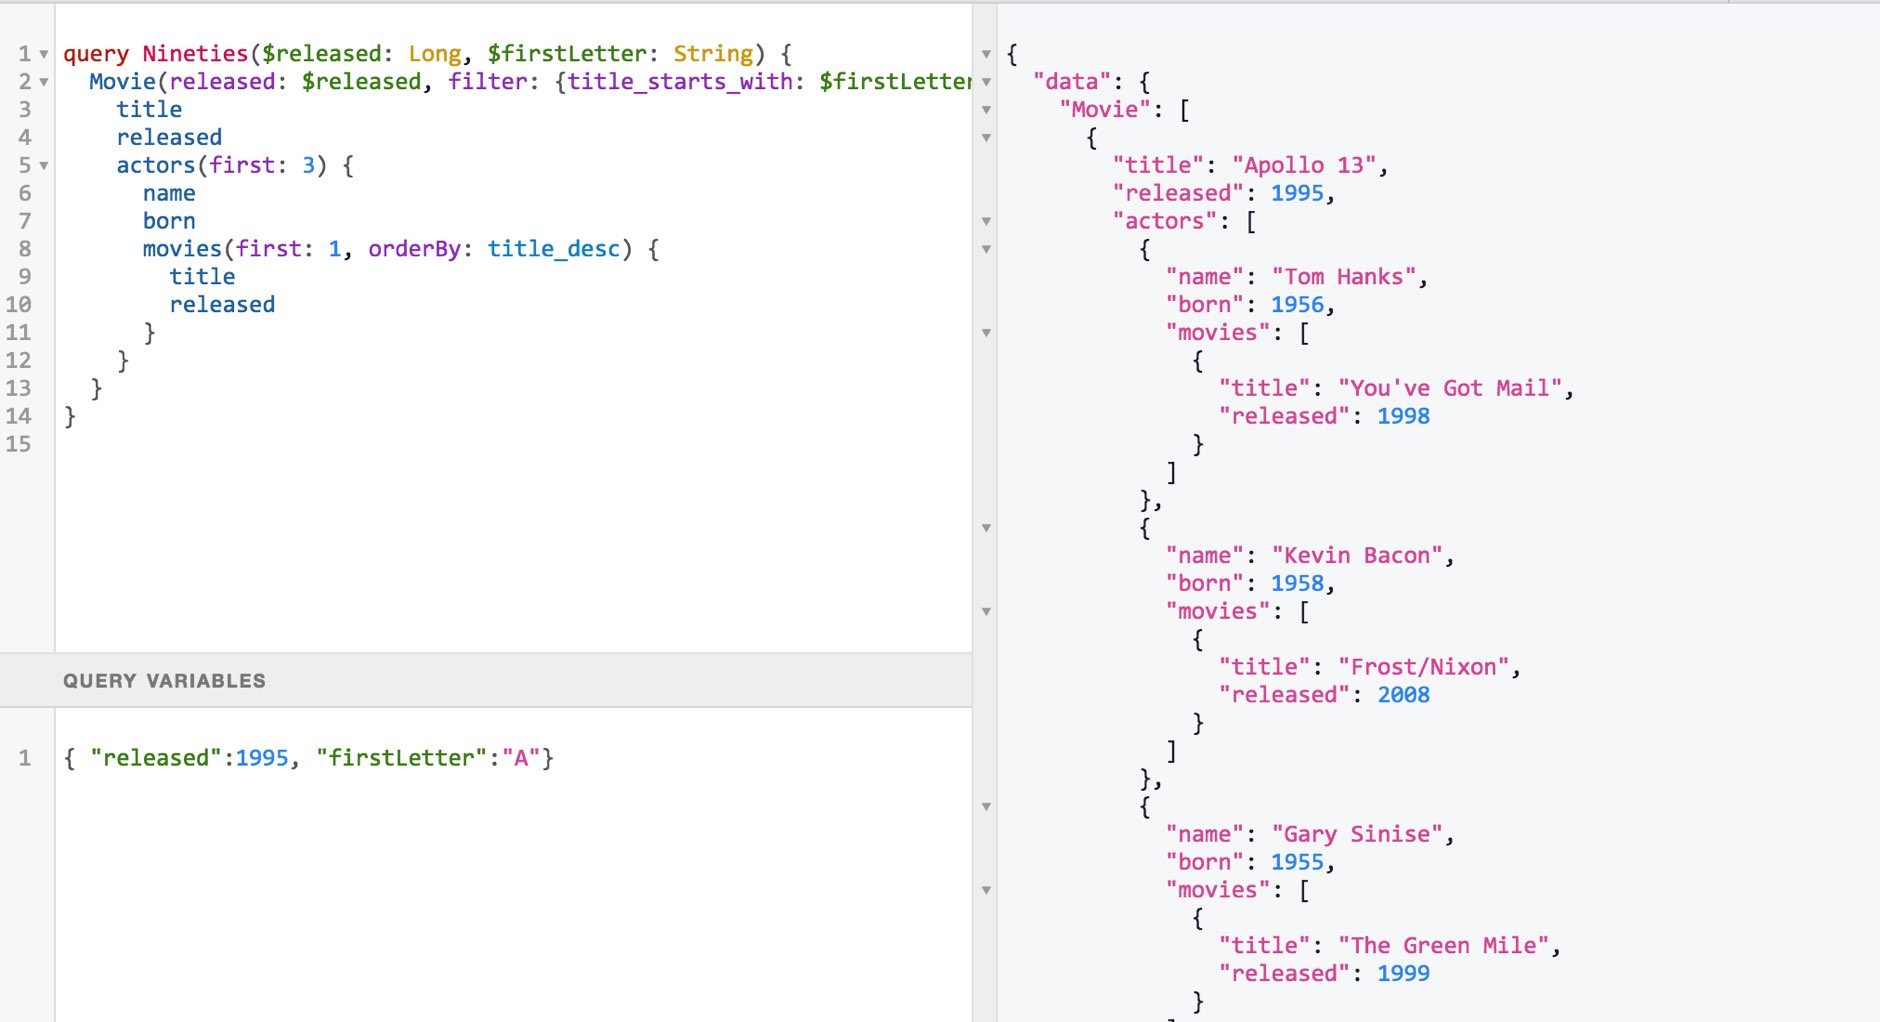 1 query Nineties($released: Long, $firstLetter: String) {
2 Movie(released: $released, filter: {title_starts_with: $firstLetter
3 title
4 released
5 actors(first: 3) {
6 name
7 born
8 movies(first: 1, orderBy: title_desc) {
9 title
10 released
11 }
12 }
13 }
14 }
15
QUERY VARIABLES
1 { "released":1995, "firstLetter":"A"}
{
"data": {
"Movie": [
{
"title": "Apollo 13",
"released": 1995,
"actors": [
{
"name": "Tom Hanks",
"born": 1956,
"movies": [
{
"title": "You've Got Mail",
"released": 1998
}
]
},
{
"name": "Kevin Bacon",
"born": 1958,
"movies": [
{
"title": "Frost/Nixon",
"released": 2008
}
]
},
{
"name": "Gary Sinise",
"born": 1955,
"movies": [
{
"title": "The Green Mile",
"released": 1999
}